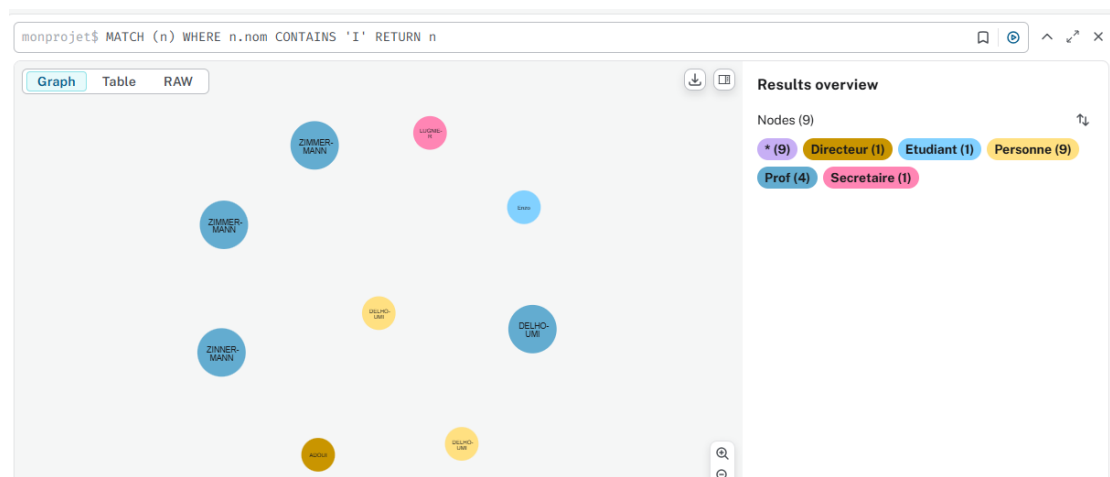 monprojet$ MATCH (n) WHERE n.nom CONTAINS 'I' RETURN n
Graph Table RAW
Results overview
Nodes (9)
* (9) Directeur (1) Etudiant (1) Personne (9)
Prof (4) Secretaire (1)
ZIMMER-
MANN
ZIMMER-
MANN
DELHO-
UMI
DELHO-
UMI
ZINNER-
MANN
DELHO-
UMI